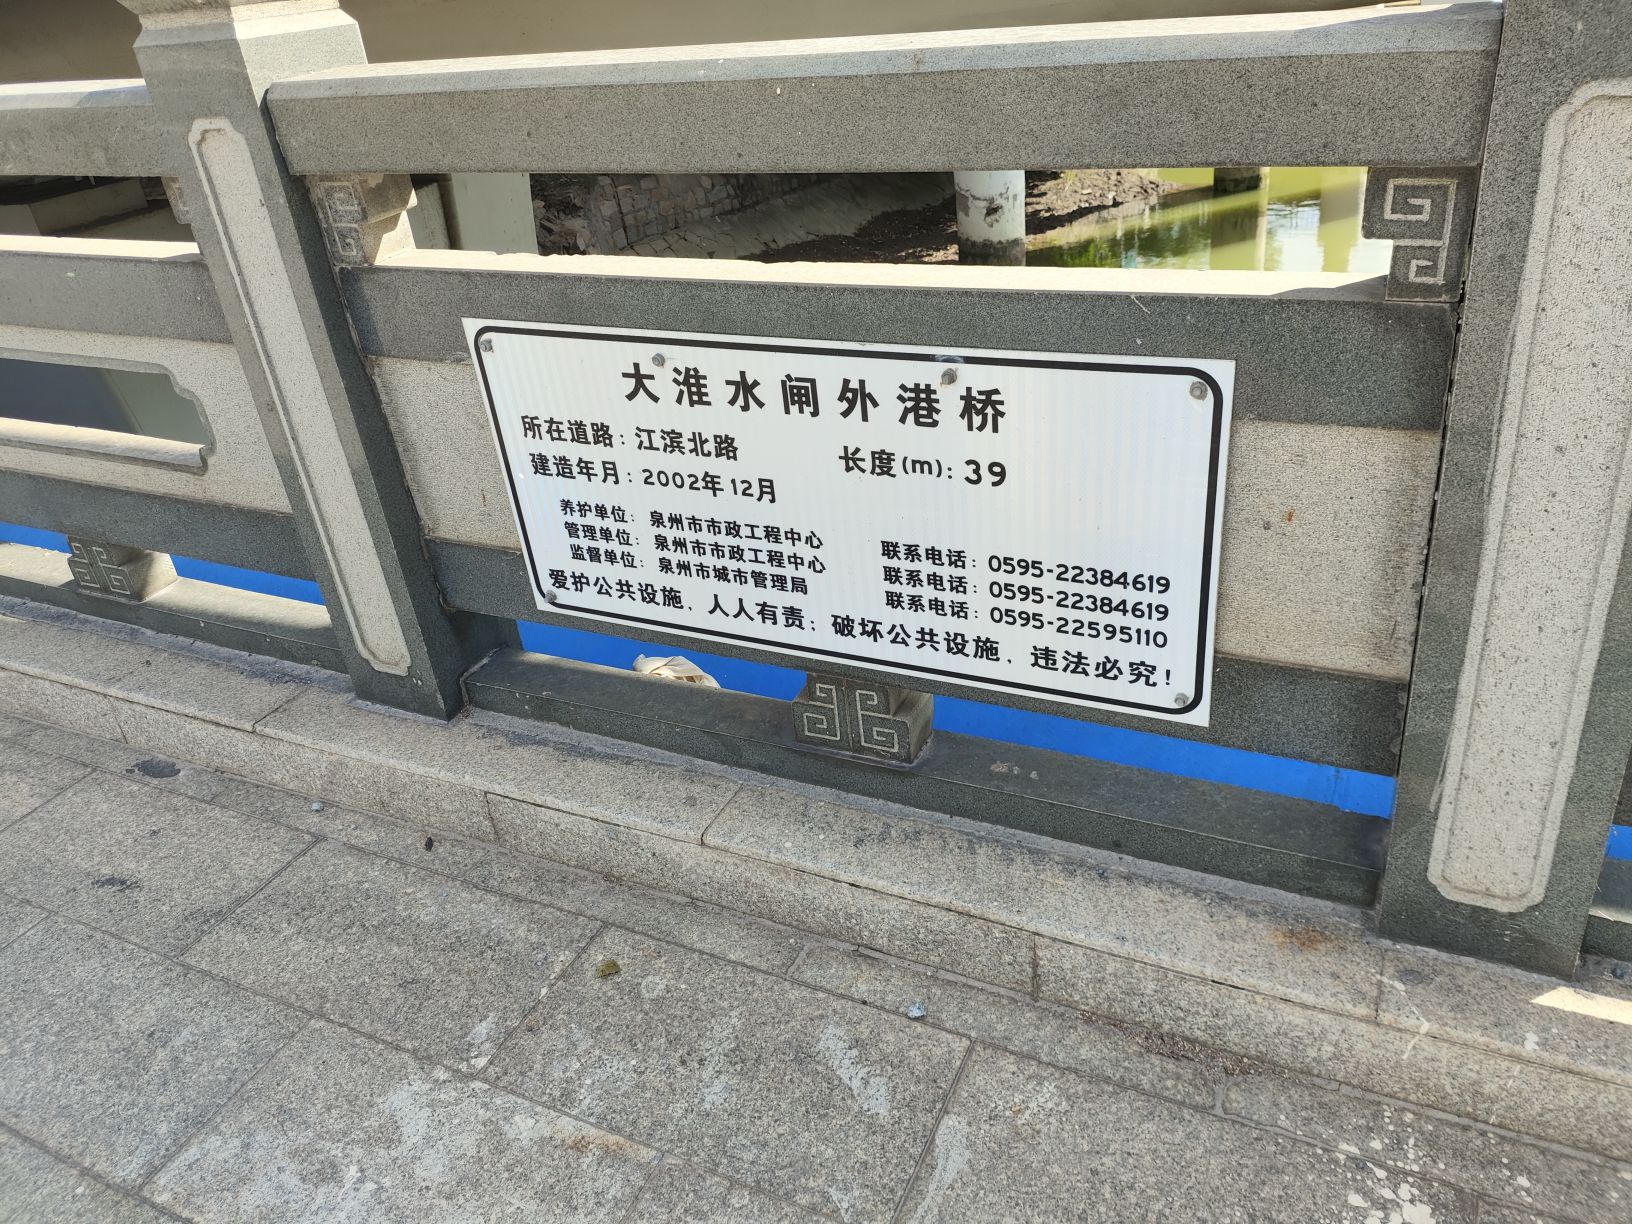 大淮水闸外港桥
所在道路：江滨北路 长度(m)：39
建造年月：2002年12月
养护单位：泉州市市政工程中心 联系电话：0595-22384619
管理单位：泉州市市政工程中心 联系电话：0595-22384619
监督单位：泉州市城市管理局 联系电话：0595-22595110
爱护公共设施，人人有责；破坏公共设施，违法必究！